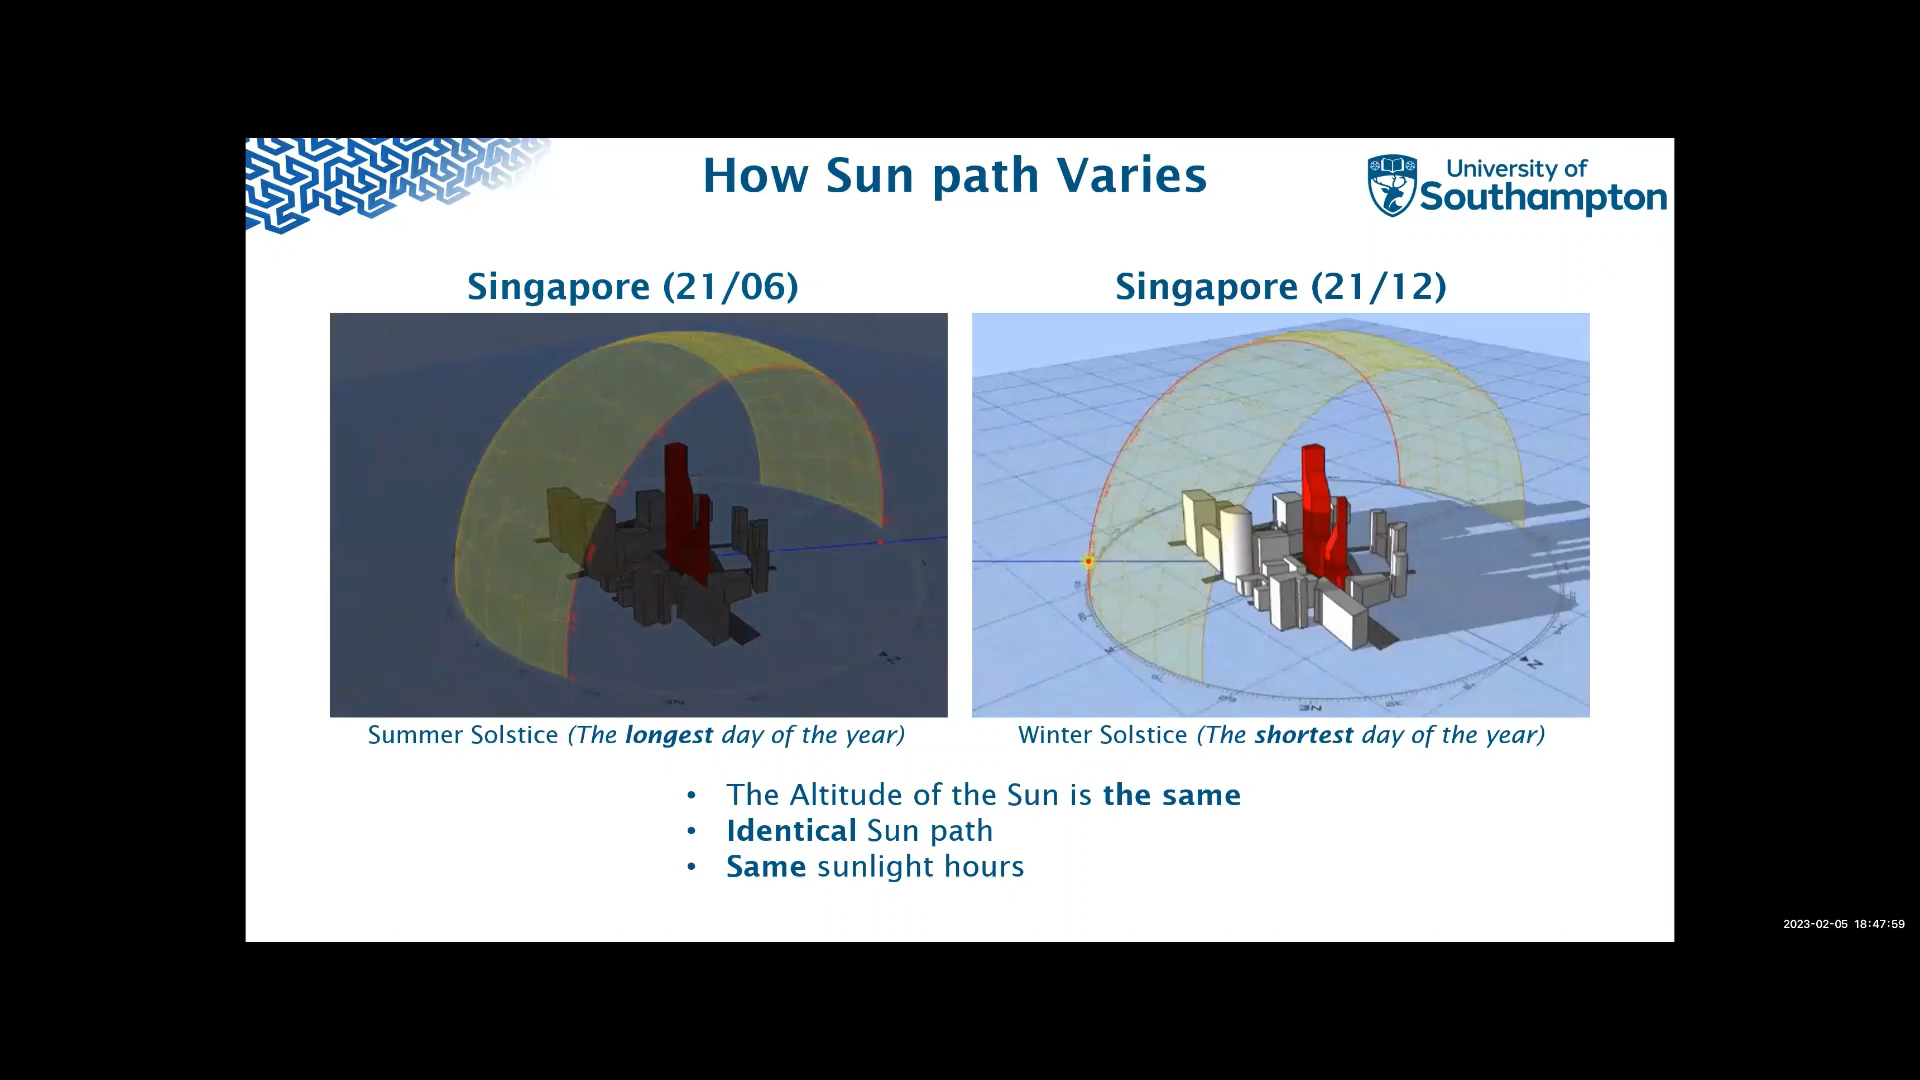 How Sun path Varies
University of
Southampton
Singapore (21/06)
Singapore (21/12)
Summer Solstice (The longest day of the year)
Winter Solstice (The shortest day of the year)
• The Altitude of the Sun is the same
• Identical Sun path
• Same sunlight hours
2023-02-05 18:47:59